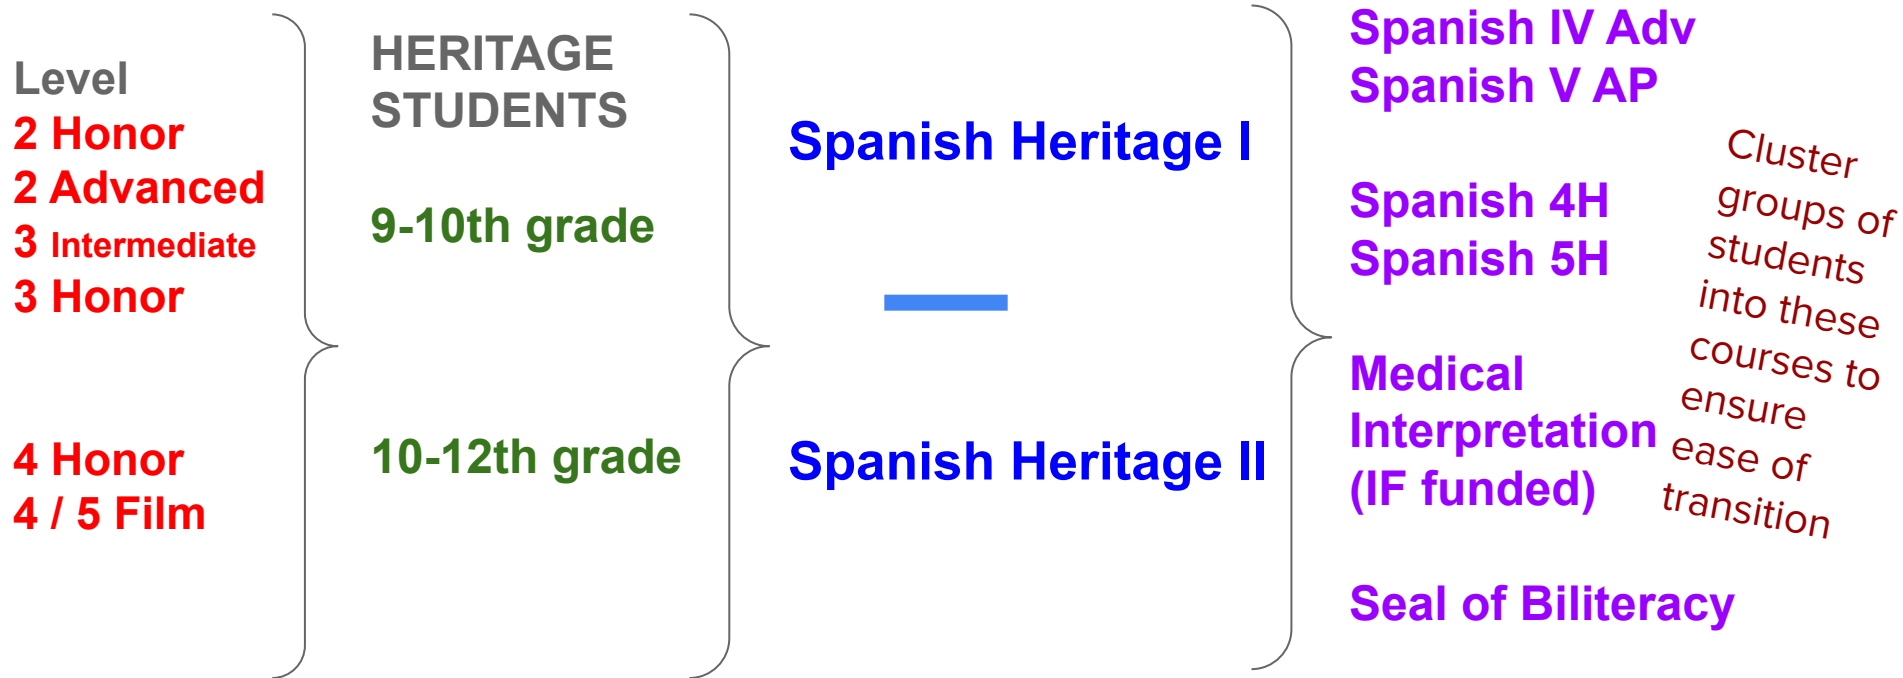 Level
2 Honor
2 Advanced
3 Intermediate
3 Honor
4 Honor
4 / 5 Film
HERITAGE
STUDENTS
9-10th grade
10-12th grade
Spanish Heritage I
Spanish Heritage II
Spanish IV Adv
Spanish V AP
Spanish 4H
Spanish 5H
Medical
Interpretation
(IF funded)
Seal of Biliteracy
Cluster
groups of
students
into these
courses to
ensure
ease of
transition